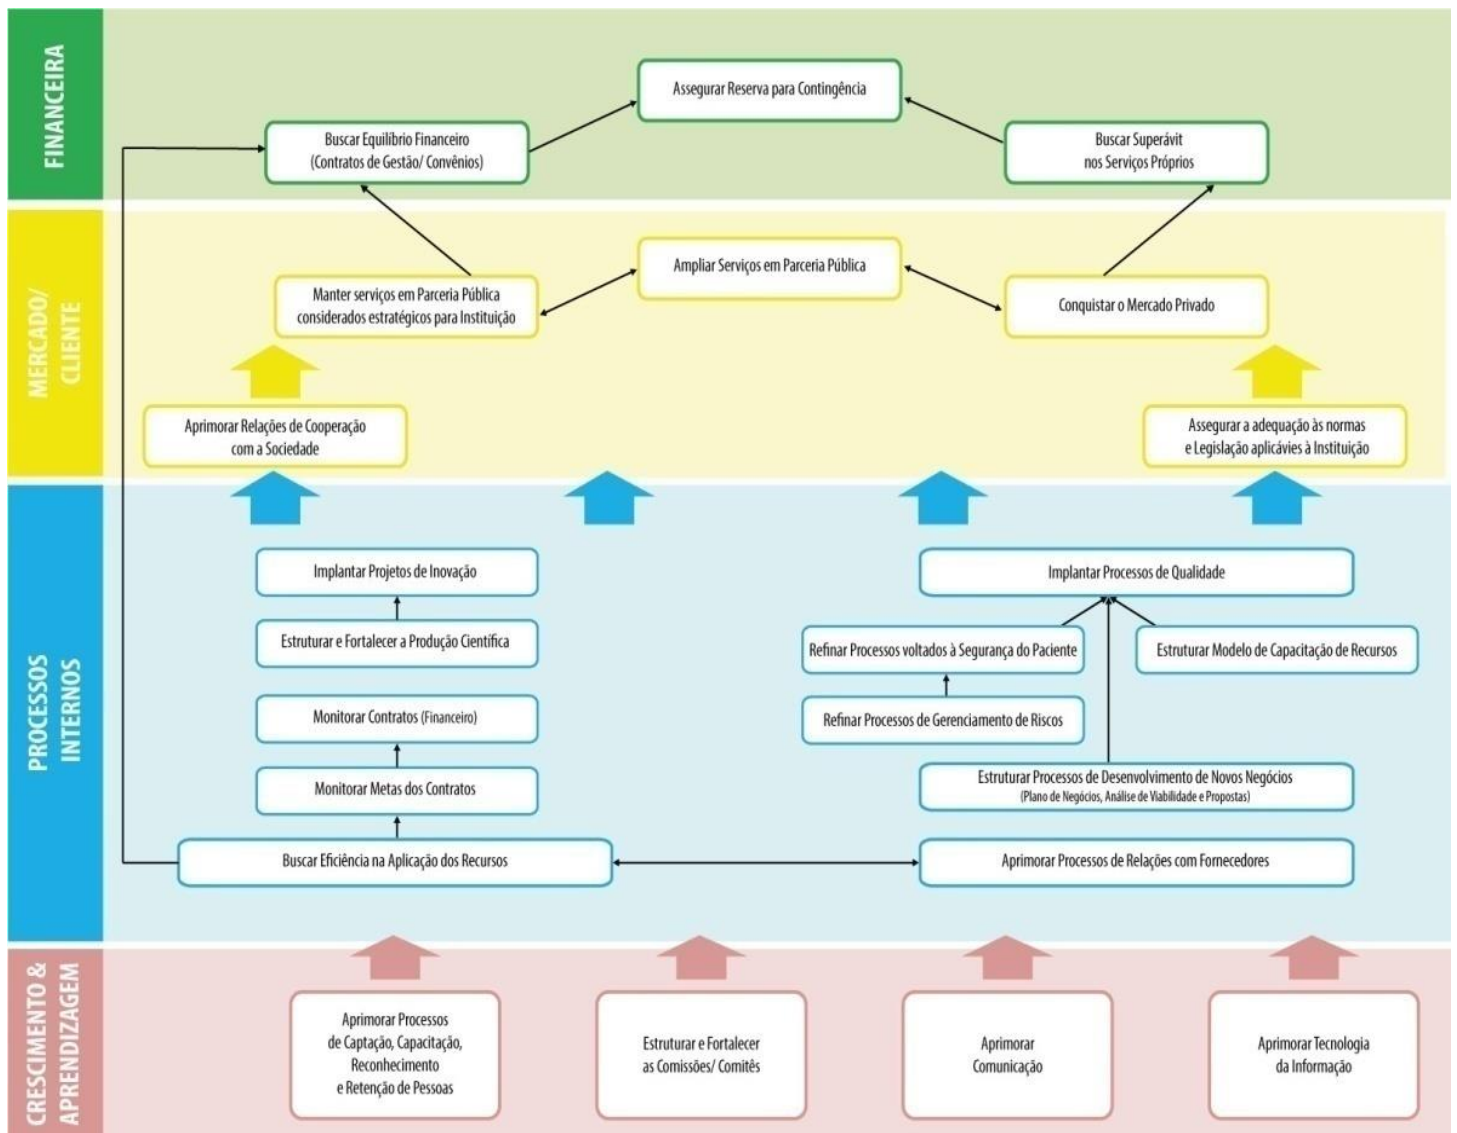 FINANCEIRA
Assegurar Reserva para Contingência
Buscar Equilíbrio Financeiro
(Contratos de Gestão/ Convênios)
Buscar Superávit
nos Serviços Próprios
MERCADO/
CLIENTE
Ampliar Serviços em Parceria Pública
Manter serviços em Parceria Pública
considerados estratégicos para Instituição
Conquistar o Mercado Privado
Aprimorar Relações de Cooperação
com a Sociedade
Assegurar a adequação às normas
e Legislação aplicávies à Instituição
PROCESSOS
INTERNOS
Implantar Projetos de Inovação
Implantar Processos de Qualidade
Estruturar e Fortalecer a Produção Científica
Refinar Processos voltados à Segurança do Paciente
Estruturar Modelo de Capacitação de Recursos
Monitorar Contratos (Financeiro)
Refinar Processos de Gerenciamento de Riscos
Monitorar Metas dos Contratos
Estruturar Processos de Desenvolvimento de Novos Negócios
(Plano de Negócios, Análise de Viabilidade e Propostas)
Buscar Eficiência na Aplicação dos Recursos
Aprimorar Processos de Relações com Fornecedores
CRESCIMENTO &
APRENDIZAGEM
Aprimorar Processos
de Captação, Capacitação,
Reconhecimento
e Retenção de Pessoas
Estruturar e Fortalecer
as Comissões/ Comitês
Aprimorar
Comunicação
Aprimorar Tecnologia
da Informação